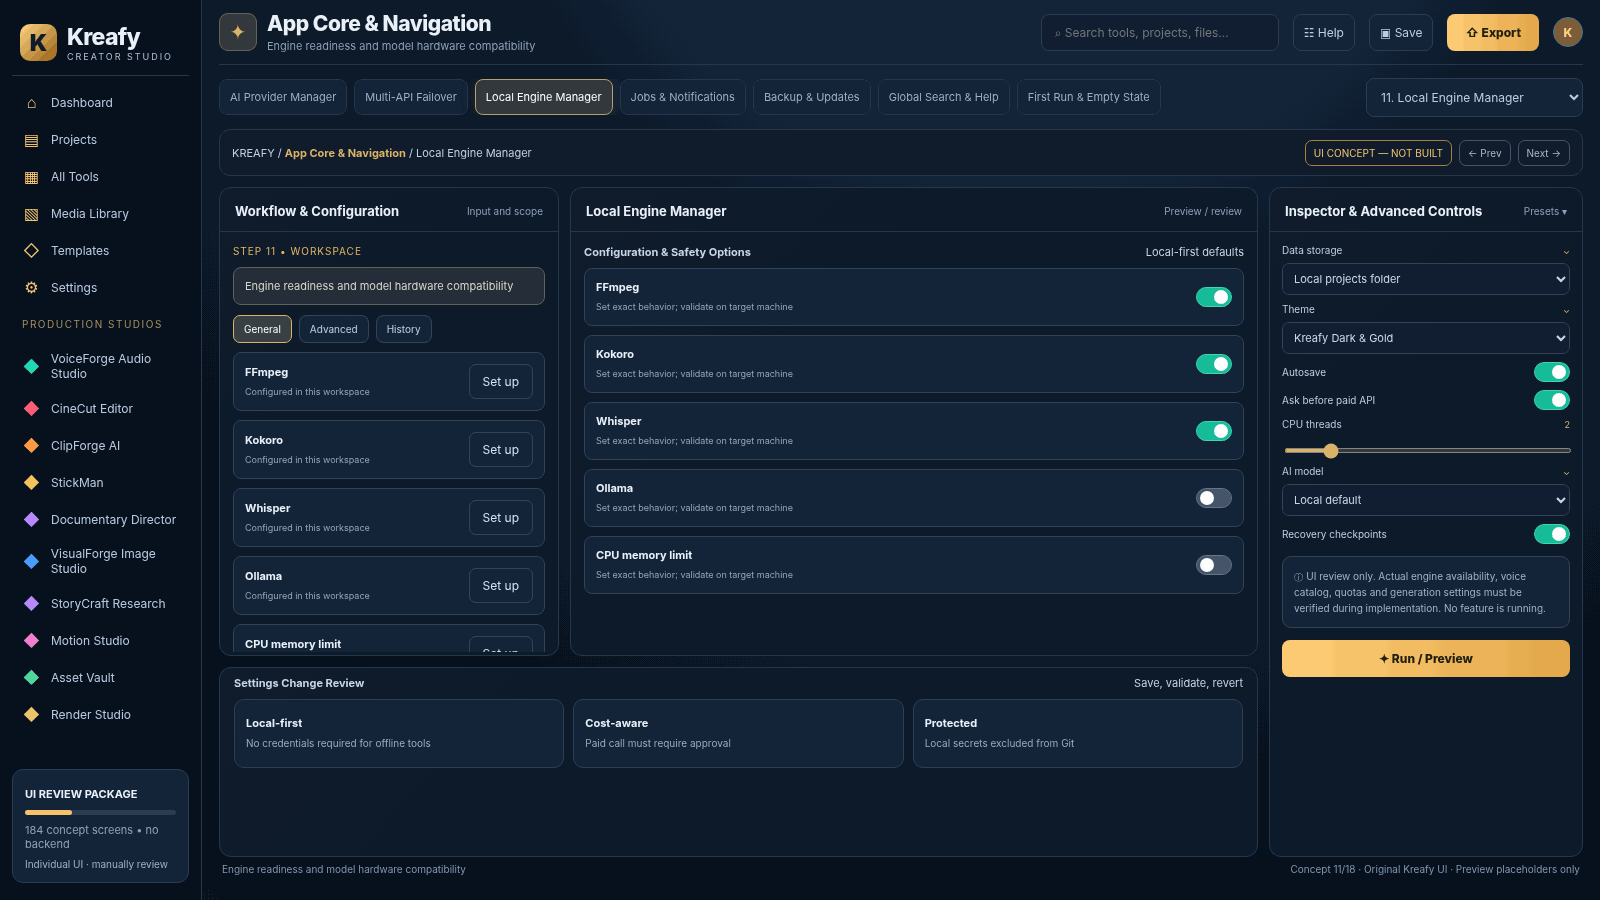 K
Kreafy
CREATOR STUDIO
Dashboard
Projects
All Tools
Media Library
Templates
Settings
PRODUCTION STUDIOS
VoiceForge Audio
Studio
CineCut Editor
ClipForge AI
StickMan
Documentary Director
VisualForge Image
Studio
StoryCraft Research
Motion Studio
Asset Vault
Render Studio
UI REVIEW PACKAGE
184 concept screens • no
backend
Individual UI · manually review
App Core & Navigation
Engine readiness and model hardware compatibility
Search tools, projects, files...
Help
Save
Export
K
AI Provider Manager
Multi-API Failover
Local Engine Manager
Jobs & Notifications
Backup & Updates
Global Search & Help
First Run & Empty State
11. Local Engine Manager
KREAFY / App Core & Navigation / Local Engine Manager
UI CONCEPT — NOT BUILT
← Prev
Next →
Workflow & Configuration
Input and scope
STEP 11 • WORKSPACE
Engine readiness and model hardware compatibility
General
Advanced
History
FFmpeg
Configured in this workspace
Set up
Kokoro
Configured in this workspace
Set up
Whisper
Configured in this workspace
Set up
Ollama
Configured in this workspace
Set up
CPU memory limit
Set up
Local Engine Manager
Preview / review
Configuration & Safety Options
Local-first defaults
FFmpeg
Set exact behavior; validate on target machine
Kokoro
Set exact behavior; validate on target machine
Whisper
Set exact behavior; validate on target machine
Ollama
Set exact behavior; validate on target machine
CPU memory limit
Set exact behavior; validate on target machine
Settings Change Review
Save, validate, revert
Local-first
No credentials required for offline tools
Cost-aware
Paid call must require approval
Protected
Local secrets excluded from Git
Inspector & Advanced Controls
Presets ▾
Data storage
Local projects folder
Theme
Kreafy Dark & Gold
Autosave
Ask before paid API
CPU threads
2
AI model
Local default
Recovery checkpoints
ⓘ UI review only. Actual engine availability, voice
catalog, quotas and generation settings must be
verified during implementation. No feature is running.
✦ Run / Preview
Engine readiness and model hardware compatibility
Concept 11/18 · Original Kreafy UI · Preview placeholders only